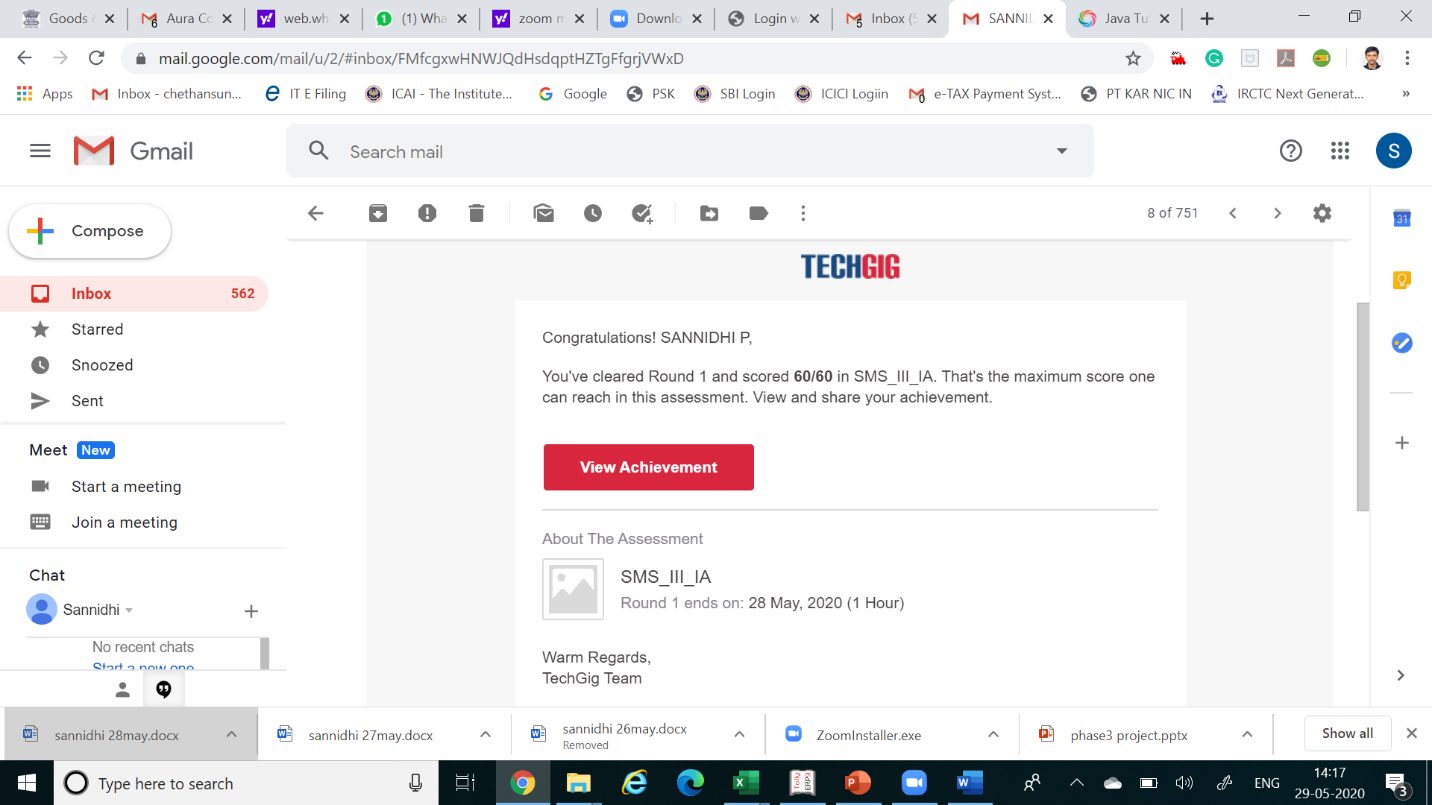 Goods &
Aura Co
web.wh
(1) Wha
zoom m
Downlo
Login w
Inbox (5
SANNID
Java Tu
mail.google.com/mail/u/2/#inbox/FMfcgxwHNWJQdHsdqptHZTgFfgrjVWxD
Apps
Inbox - chethansun...
IT E Filing
ICAI - The Institute...
Google
PSK
SBI Login
ICICI Logiin
e-TAX Payment Syst...
PT KAR NIC IN
IRCTC Next Generat...
»
Gmail
Search mail
S
Compose
8 of 751
31
Inbox 562
Starred
Snoozed
Sent
Meet New
Start a meeting
Join a meeting
Chat
Sannidhi
No recent chats
Start a new one
TECHGIG
Congratulations! SANNIDHI P,
You've cleared Round 1 and scored 60/60 in SMS_III_IA. That's the maximum score one
can reach in this assessment. View and share your achievement.
View Achievement
About The Assessment
SMS_III_IA
Round 1 ends on: 28 May, 2020 (1 Hour)
Warm Regards,
TechGig Team
sannidhi 28may.docx
sannidhi 27may.docx
sannidhi 26may.docx
Removed
ZoomInstaller.exe
phase3 project.pptx
Show all
Type here to search
ENG
14:17
29-05-2020
3